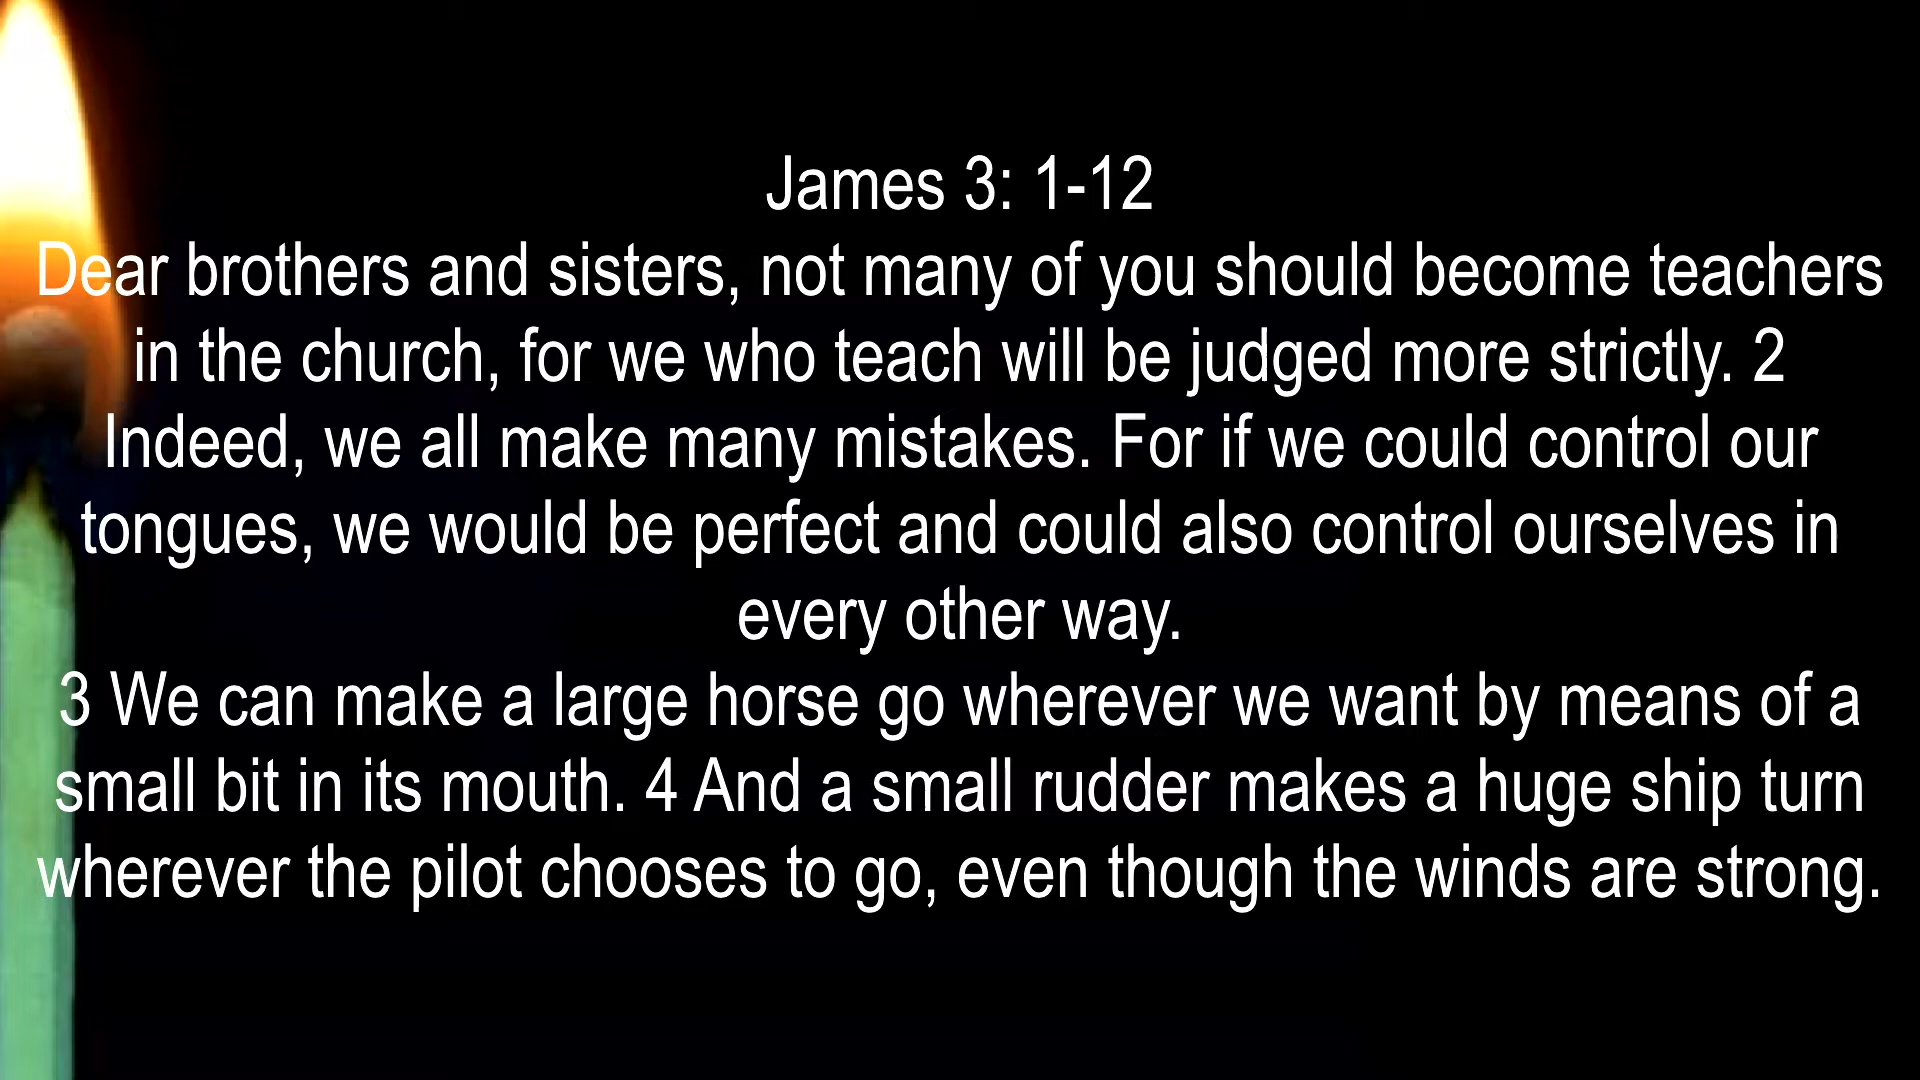 James 3: 1-12
Dear brothers and sisters, not many of you should become teachers
in the church, for we who teach will be judged more strictly. 2
Indeed, we all make many mistakes. For if we could control our
tongues, we would be perfect and could also control ourselves in
every other way.
3 We can make a large horse go wherever we want by means of a
small bit in its mouth. 4 And a small rudder makes a huge ship turn
wherever the pilot chooses to go, even though the winds are strong.